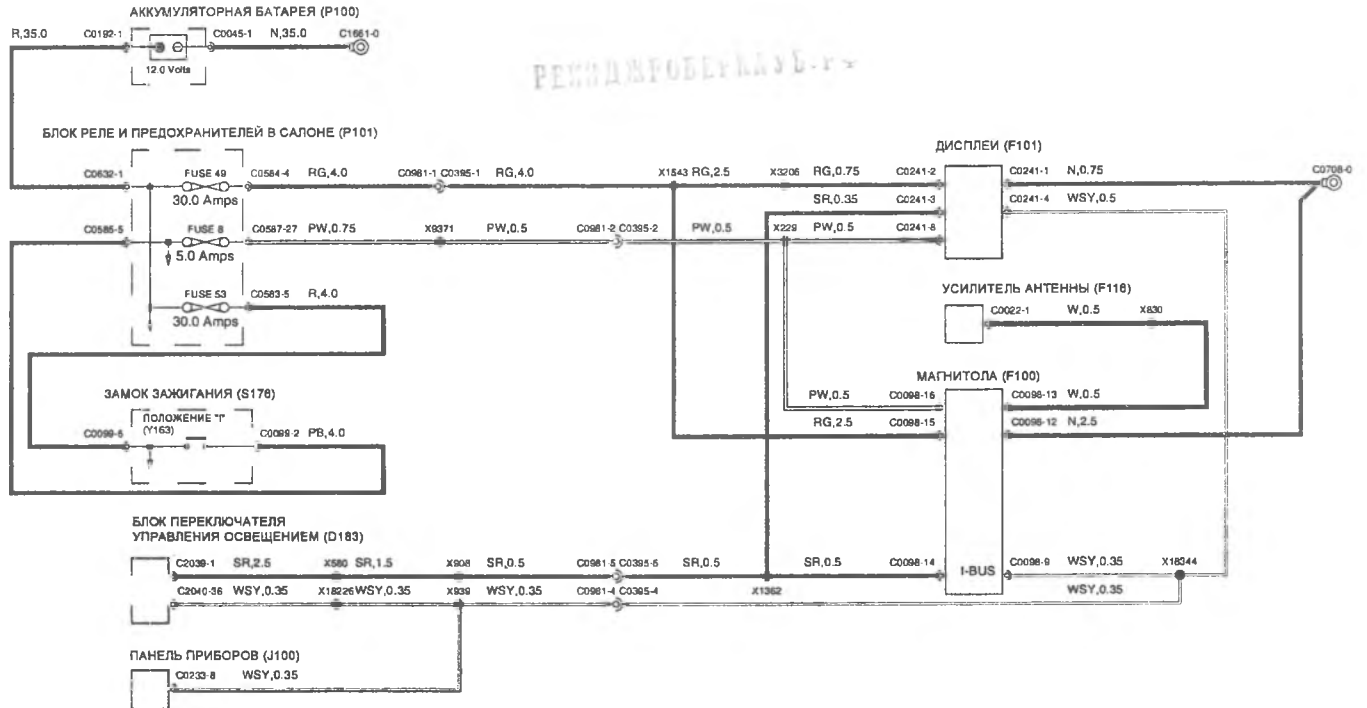 АККУМУЛЯТОРНАЯ БАТАРЕЯ (P100)
R,35.0 C0192-1 C0045-1 N,35.0 C1661-0
12.0 Volts
БЛОК РЕЛЕ И ПРЕДОХРАНИТЕЛЕЙ В САЛОНЕ (P101)
ДИСПЛЕИ (F101)
C0632-1 FUSE 49 C0584-4 RG,4.0 C0981-1 C0395-1 RG,4.0 X1543 RG,2.5 X3206 RG,0.75 C0241-2 C0241-1 N,0.75 C0708-0
30.0 Amps
SR,0.35 C0241-3 C0241-4 WSY,0.5
C0585-5 FUSE 8 C0587-27 PW,0.75 X9371 PW,0.5 C0981-2 C0395-2 PW,0.5 X229 PW,0.5 C0241-8
5.0 Amps
УСИЛИТЕЛЬ АНТЕННЫ (F116)
FUSE 53 C0583-5 R,4.0
30.0 Amps
C0022-1 W,0.5 X830
МАГНИТОЛА (F100)
ЗАМОК ЗАЖИГАНИЯ (S176)
PW,0.5 C0098-16 C0098-13 W,0.5
ПОЛОЖЕНИЕ "I"
(Y163)
RG,2.5 C0098-15 C0098-12 N,2.5
C0099-5 C0099-2 PB,4.0
БЛОК ПЕРЕКЛЮЧАТЕЛЯ
УПРАВЛЕНИЯ ОСВЕЩЕНИЕМ (D183)
C2039-1 SR,2.5 X580 SR,1.5 X908 SR,0.5 C0981-5 C0395-5 SR,0.5 SR,0.5 C0098-14 I-BUS C0098-9 WSY,0.35 X18344
C2040-36 WSY,0.35 X18226 WSY,0.35 X939 WSY,0.35 C0981-4 C0395-4 X1362 WSY,0.35
ПАНЕЛЬ ПРИБОРОВ (J100)
C0233-8 WSY,0.35